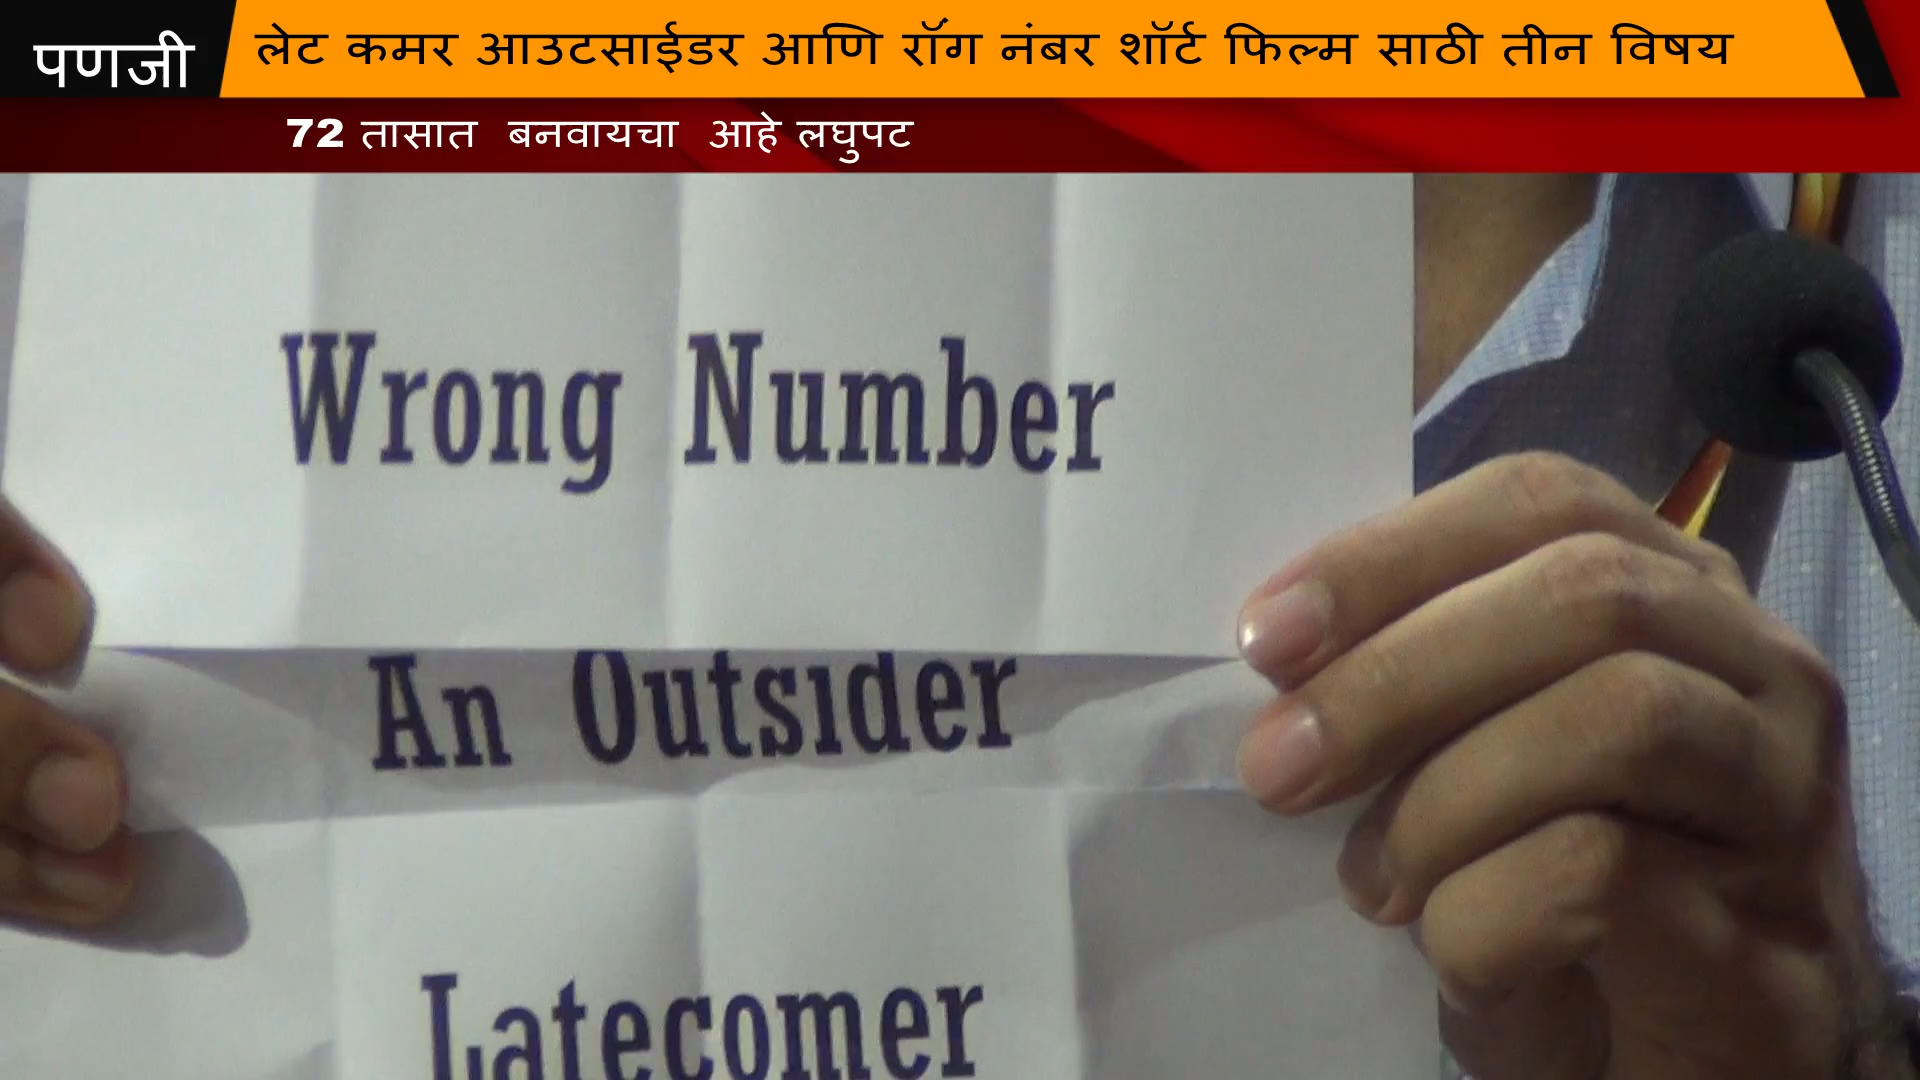 पणजी
लेट कमर आउटसाईडर आणि रॉंग नंबर शॉर्ट फिल्म साठी तीन विषय
72 तासात बनवायचा आहे लघुपट
Wrong Number
An Outsider
Latecomer